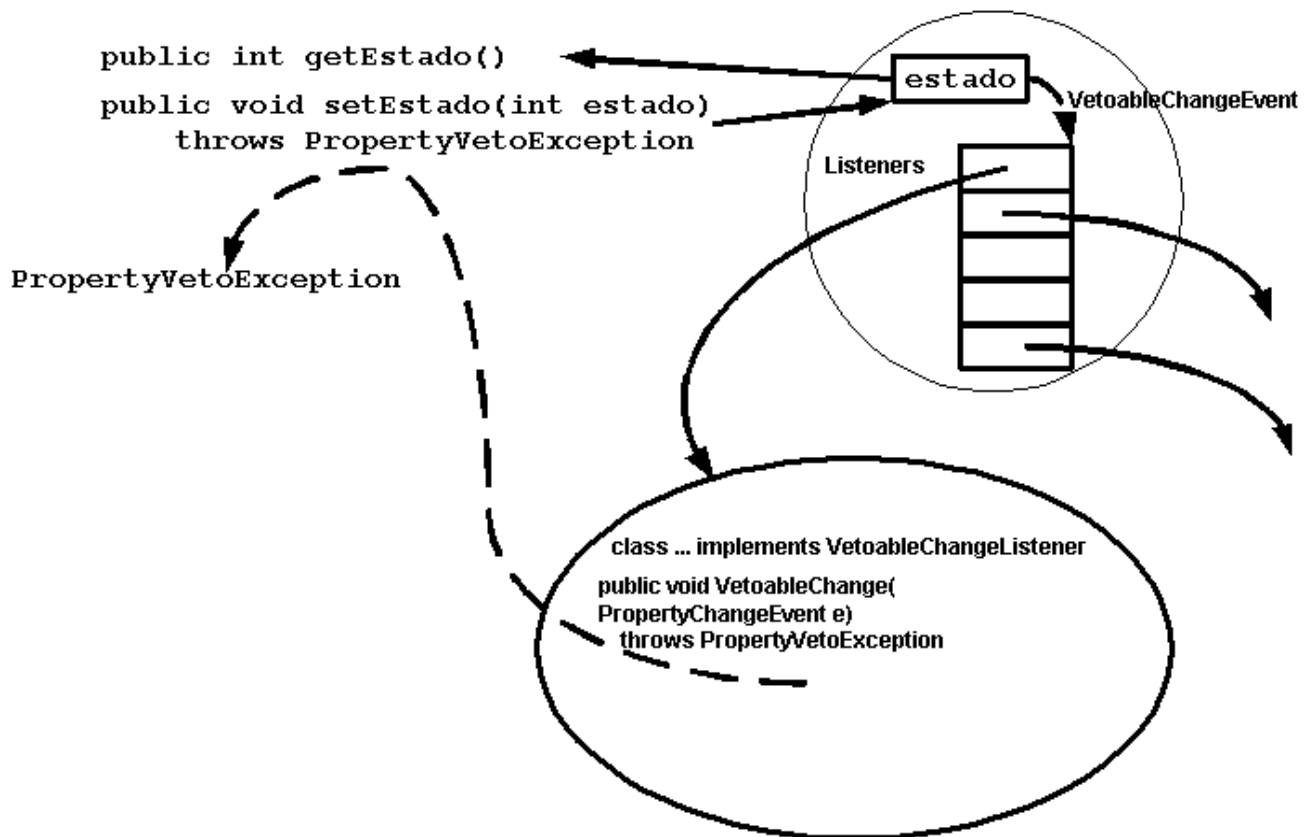 public int getEstado()
estado
public void setEstado(int estado)
VetoableChangeEvent
throws PropertyVetoException
Listeners
PropertyVetoException
class ... implements VetoableChangeListener
public void VetoableChange(
PropertyChangeEvent e)
throws PropertyVetoException